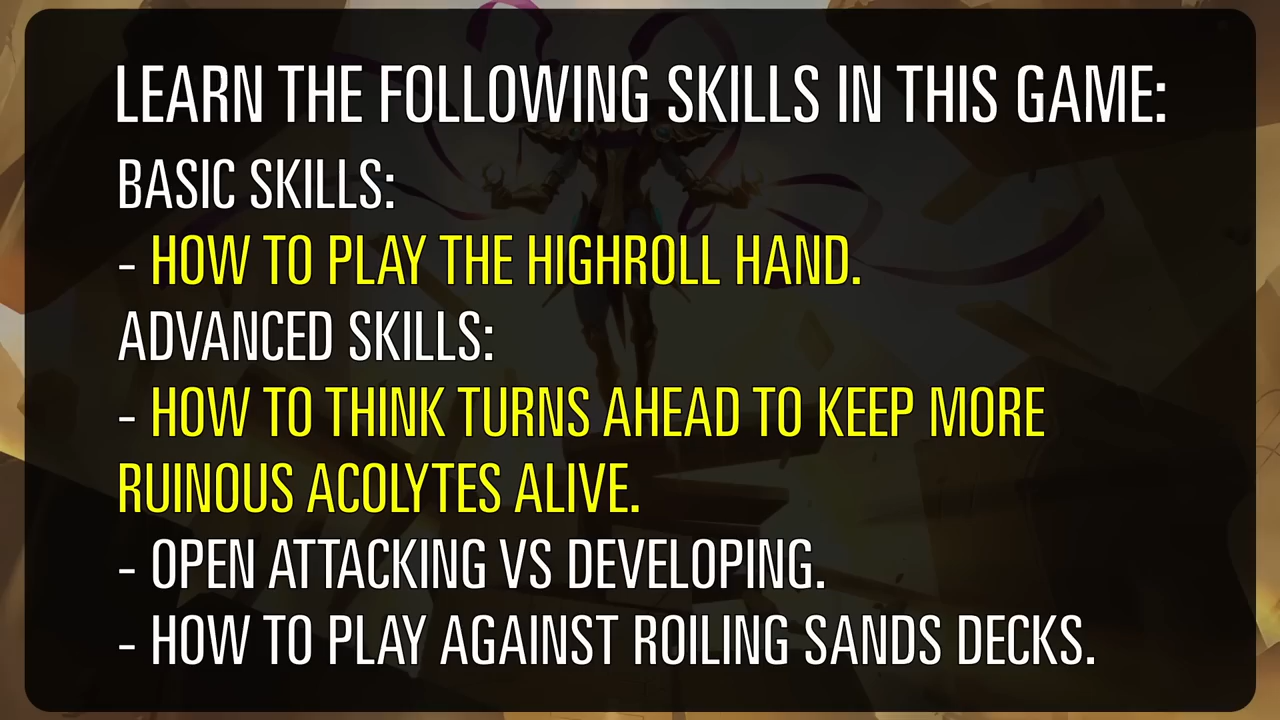 LEARN THE FOLLOWING SKILLS IN THIS GAME:
BASIC SKILLS:
- HOW TO PLAY THE HIGHROLL HAND.
ADVANCED SKILLS:
- HOW TO THINK TURNS AHEAD TO KEEP MORE
RUINOUS ACOLYTES ALIVE.
- OPEN ATTACKING VS DEVELOPING.
- HOW TO PLAY AGAINST ROILING SANDS DECKS.